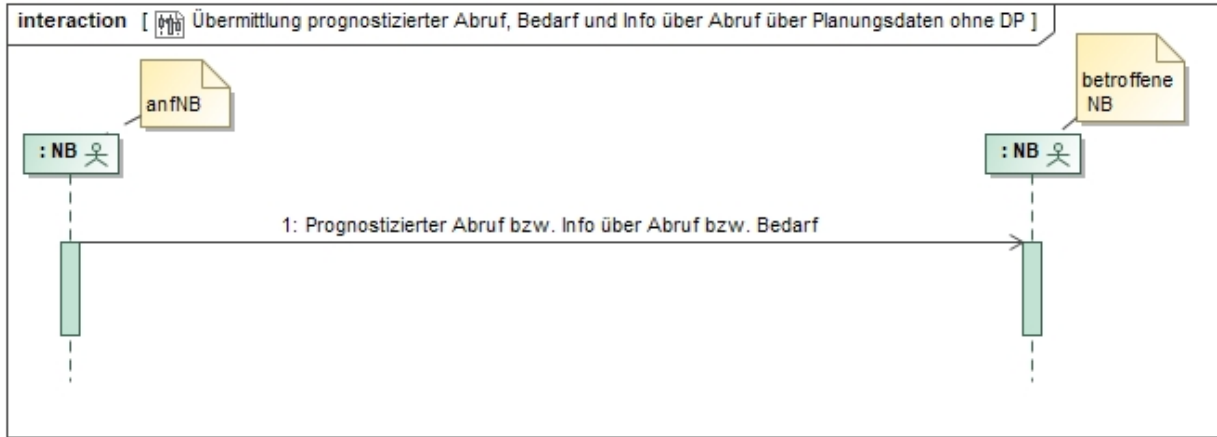 interaction [ Übermittlung prognostizierter Abruf, Bedarf und Info über Abruf über Planungsdaten ohne DP ]
anfNB
betroffene
NB
: NB
: NB
1: Prognostizierter Abruf bzw. Info über Abruf bzw. Bedarf